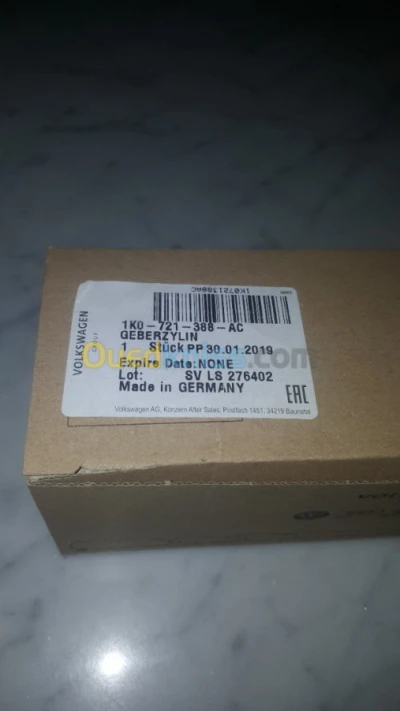 1K0721388AC
VOLKSWAGEN
1K0-721-388-AC
GEBERZYLIN
1 Stück PP 30.01.2019
Expire Date:NONE
Lot: SV LS 276402
Made in GERMANY
EAC
Volkswagen AG, Konzern After Sales, Postfach 1451, 34219 Baunatal